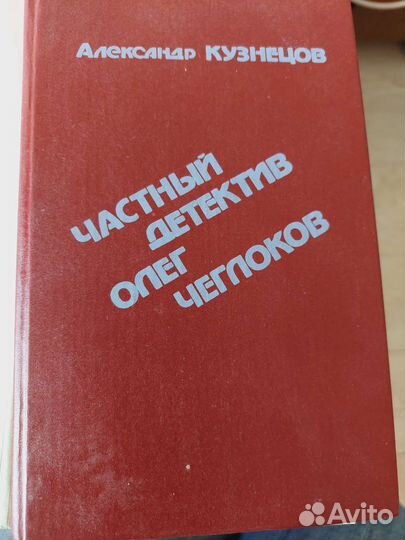 Александр КУЗНЕЦОВ
ЧАСТНЫЙ
ДЕТЕКТИВ
ОЛЕГ
ЧЕГЛОКОВ
Avito